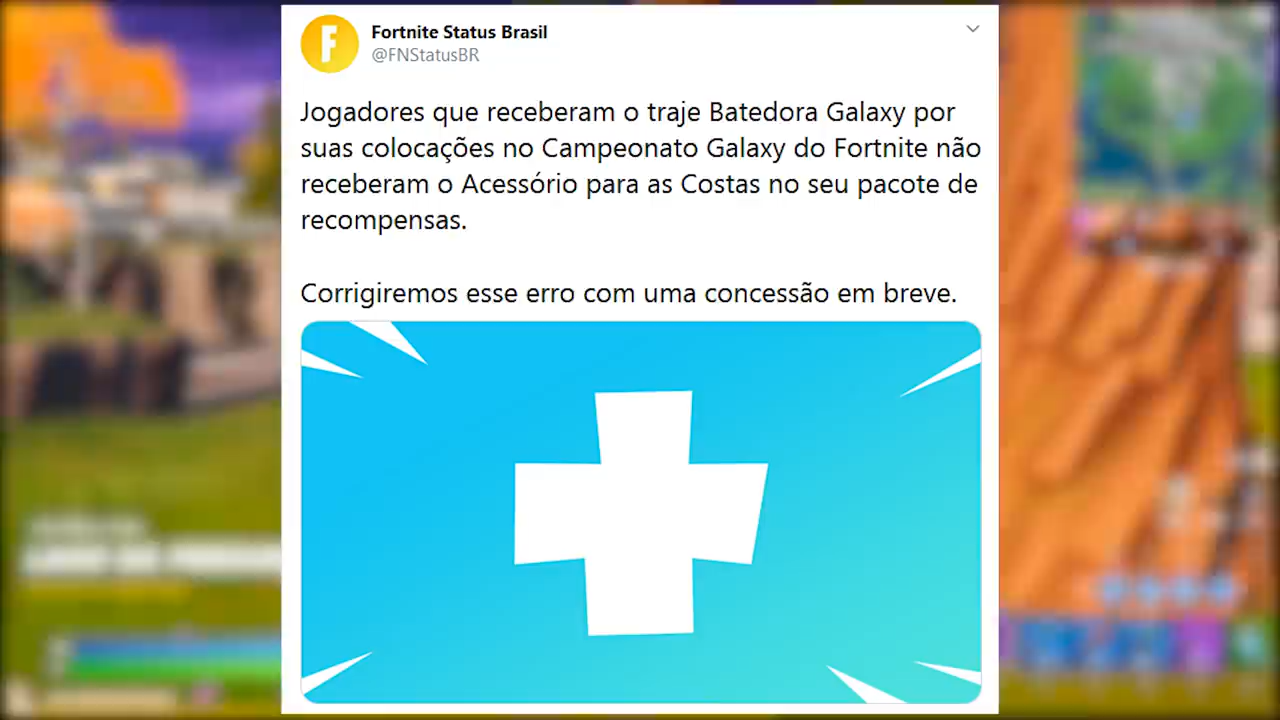 Fortnite Status Brasil
@FNStatusBR
Jogadores que receberam o traje Batedora Galaxy por
suas colocações no Campeonato Galaxy do Fortnite não
receberam o Acessório para as Costas no seu pacote de
recompensas.
Corrigiremos esse erro com uma concessão em breve.